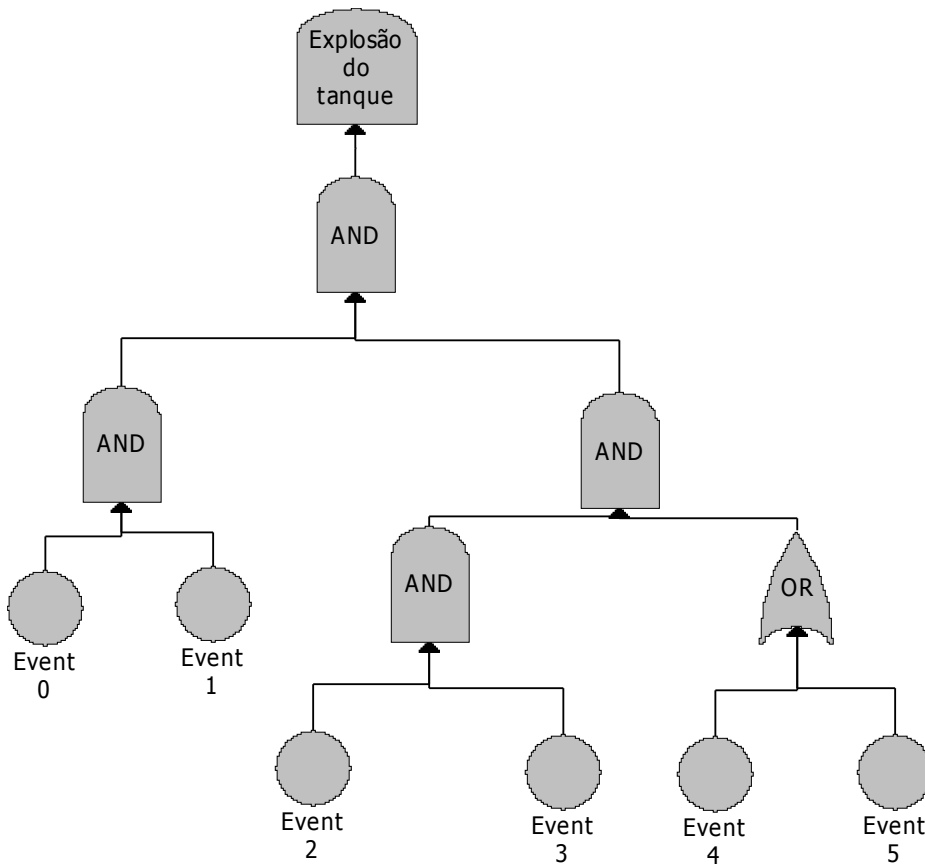 Explosão
do
tanque
AND
AND
AND
AND
OR
Event
0
Event
1
Event
2
Event
3
Event
4
Event
5